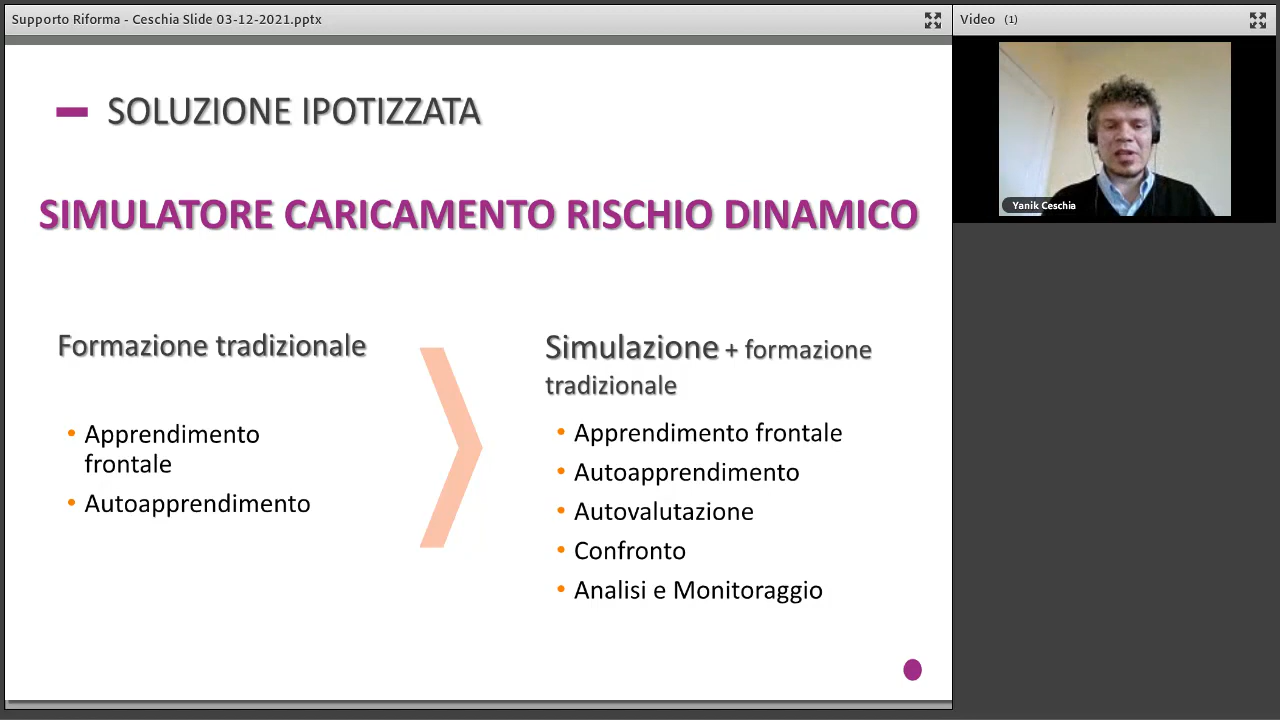 Supporto Riforma - Ceschia Slide 03-12-2021.pptx
Video (1)
SOLUZIONE IPOTIZZATA
SIMULATORE CARICAMENTO RISCHIO DINAMICO
Formazione tradizionale
• Apprendimento
frontale
• Autoapprendimento
Simulazione + formazione
tradizionale
• Apprendimento frontale
• Autoapprendimento
• Autovalutazione
• Confronto
• Analisi e Monitoraggio
Yanik Ceschia